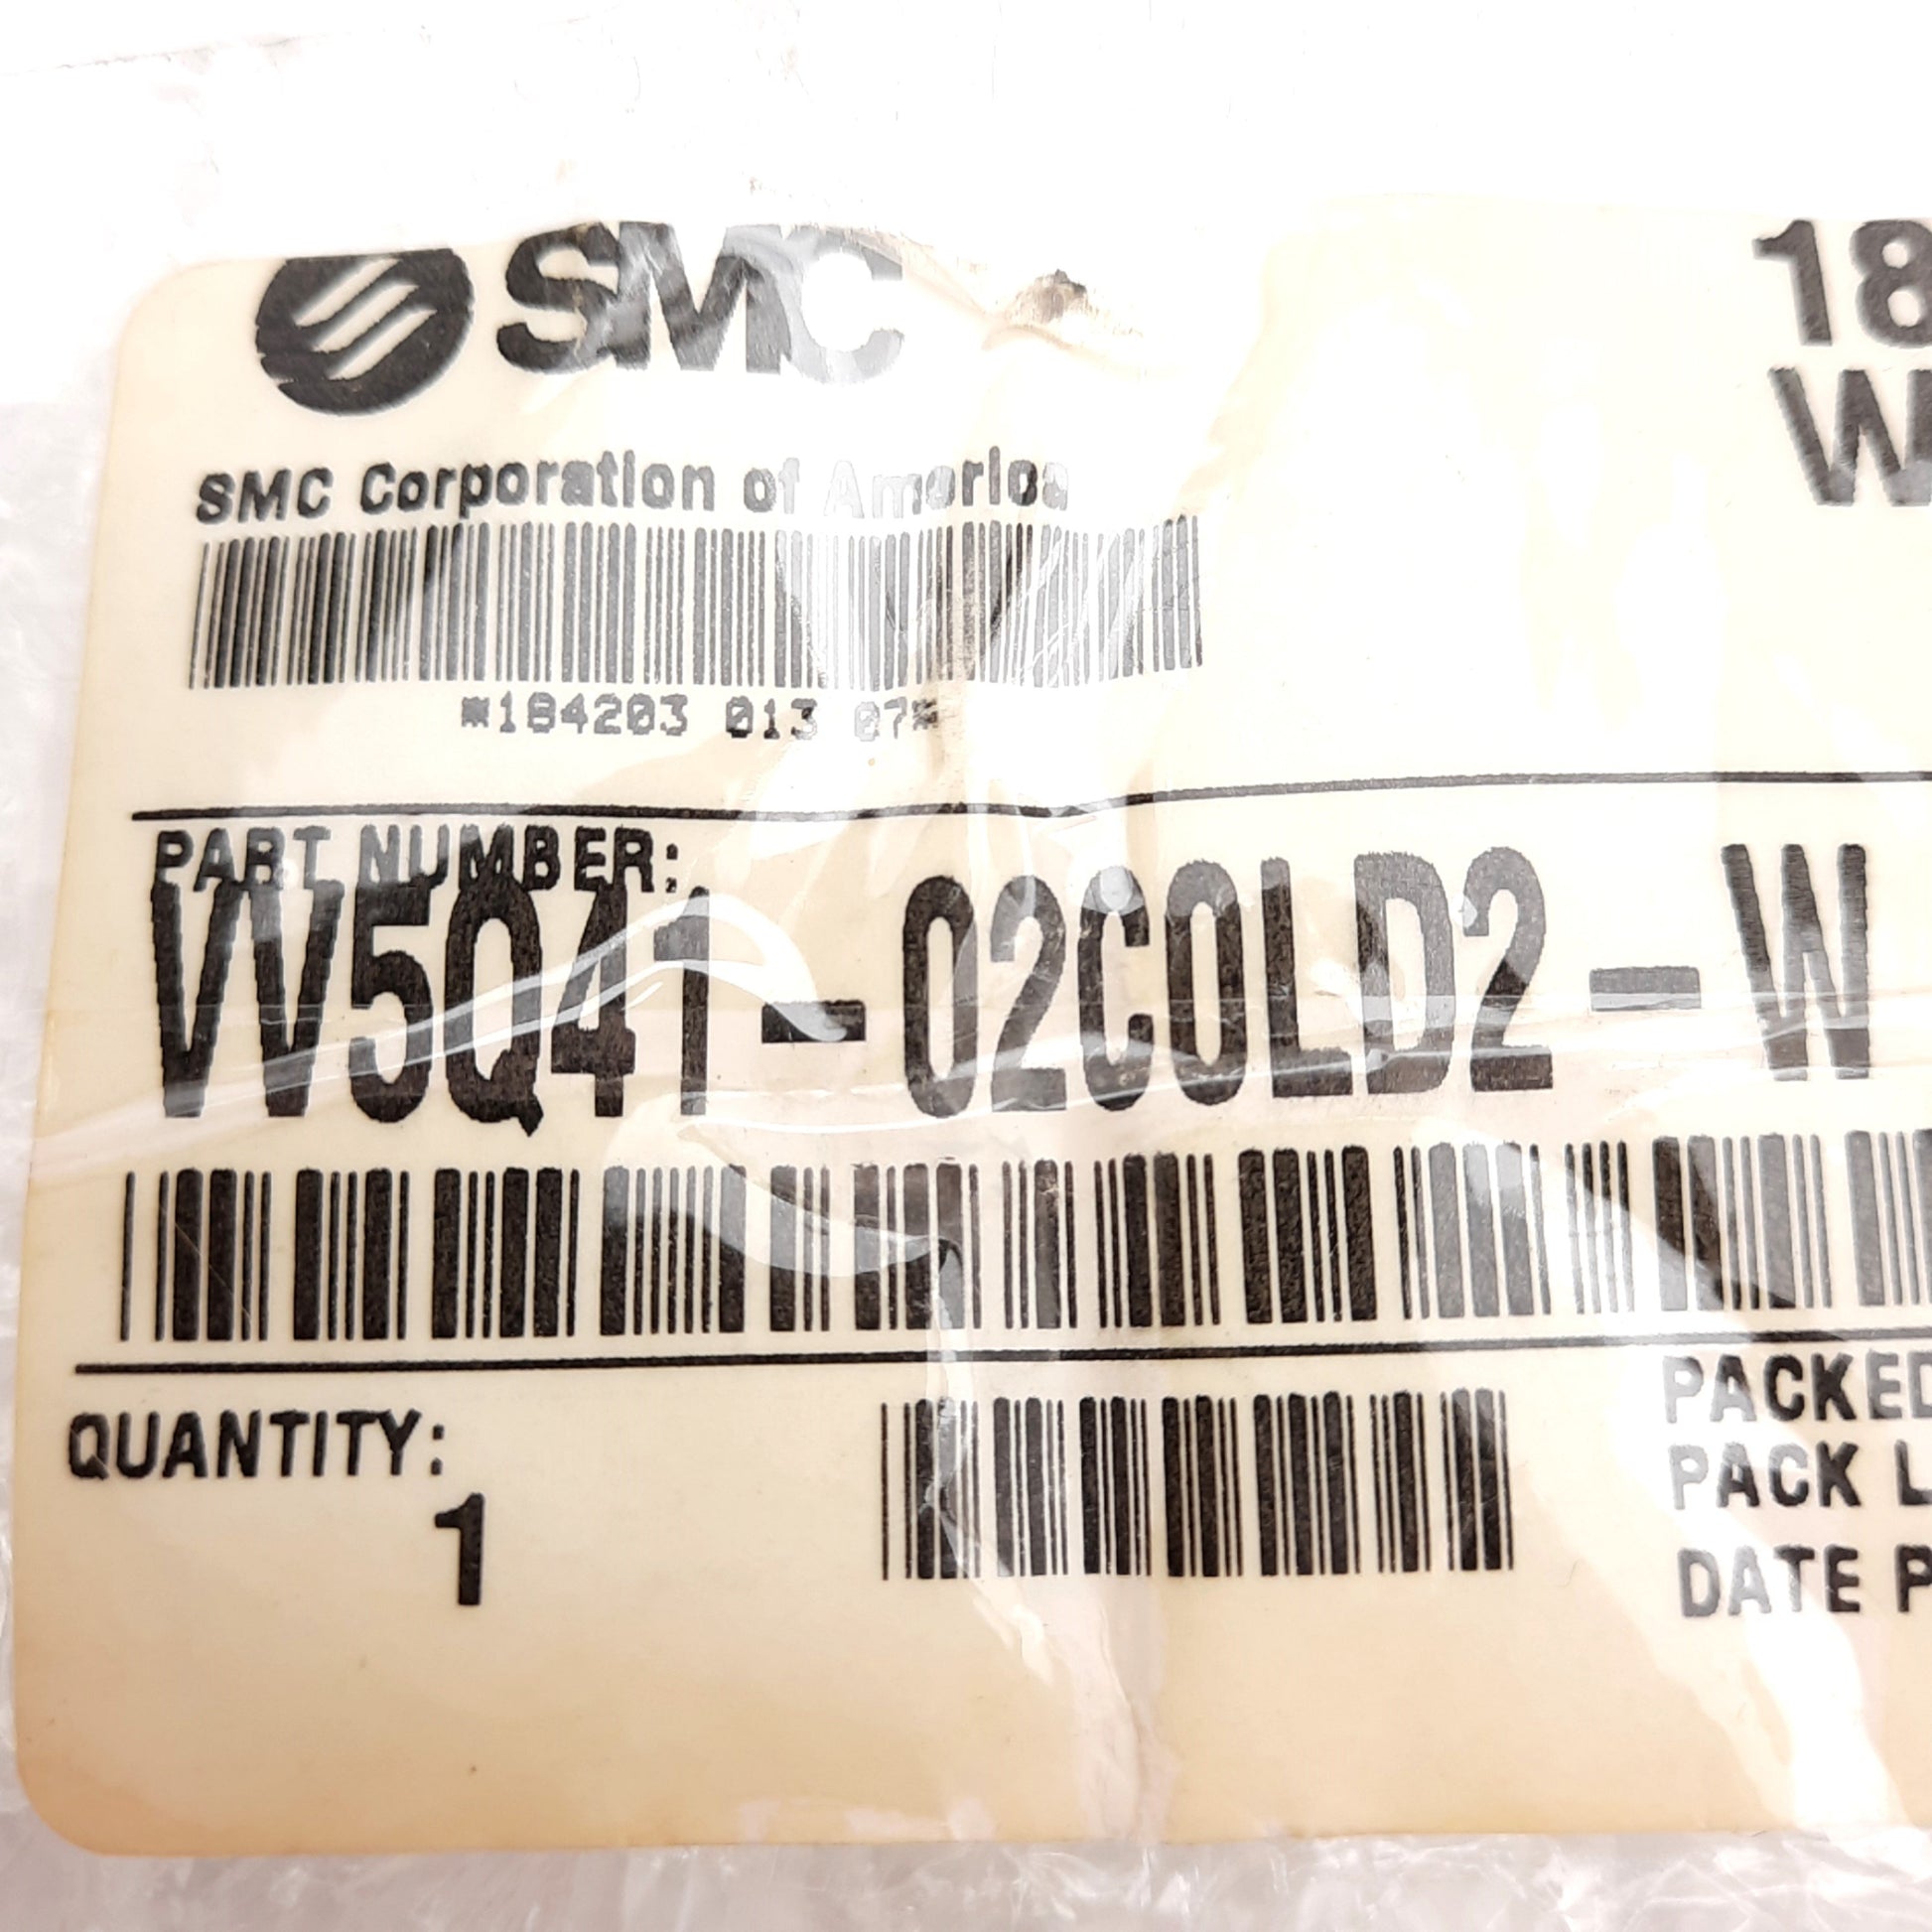 SMC
18
W
SMC Corporation of America
*184203 013 07*
PART NUMBER:
VV5Q41-02C0LD2-W
QUANTITY:
1
PACKED
PACK L
DATE P